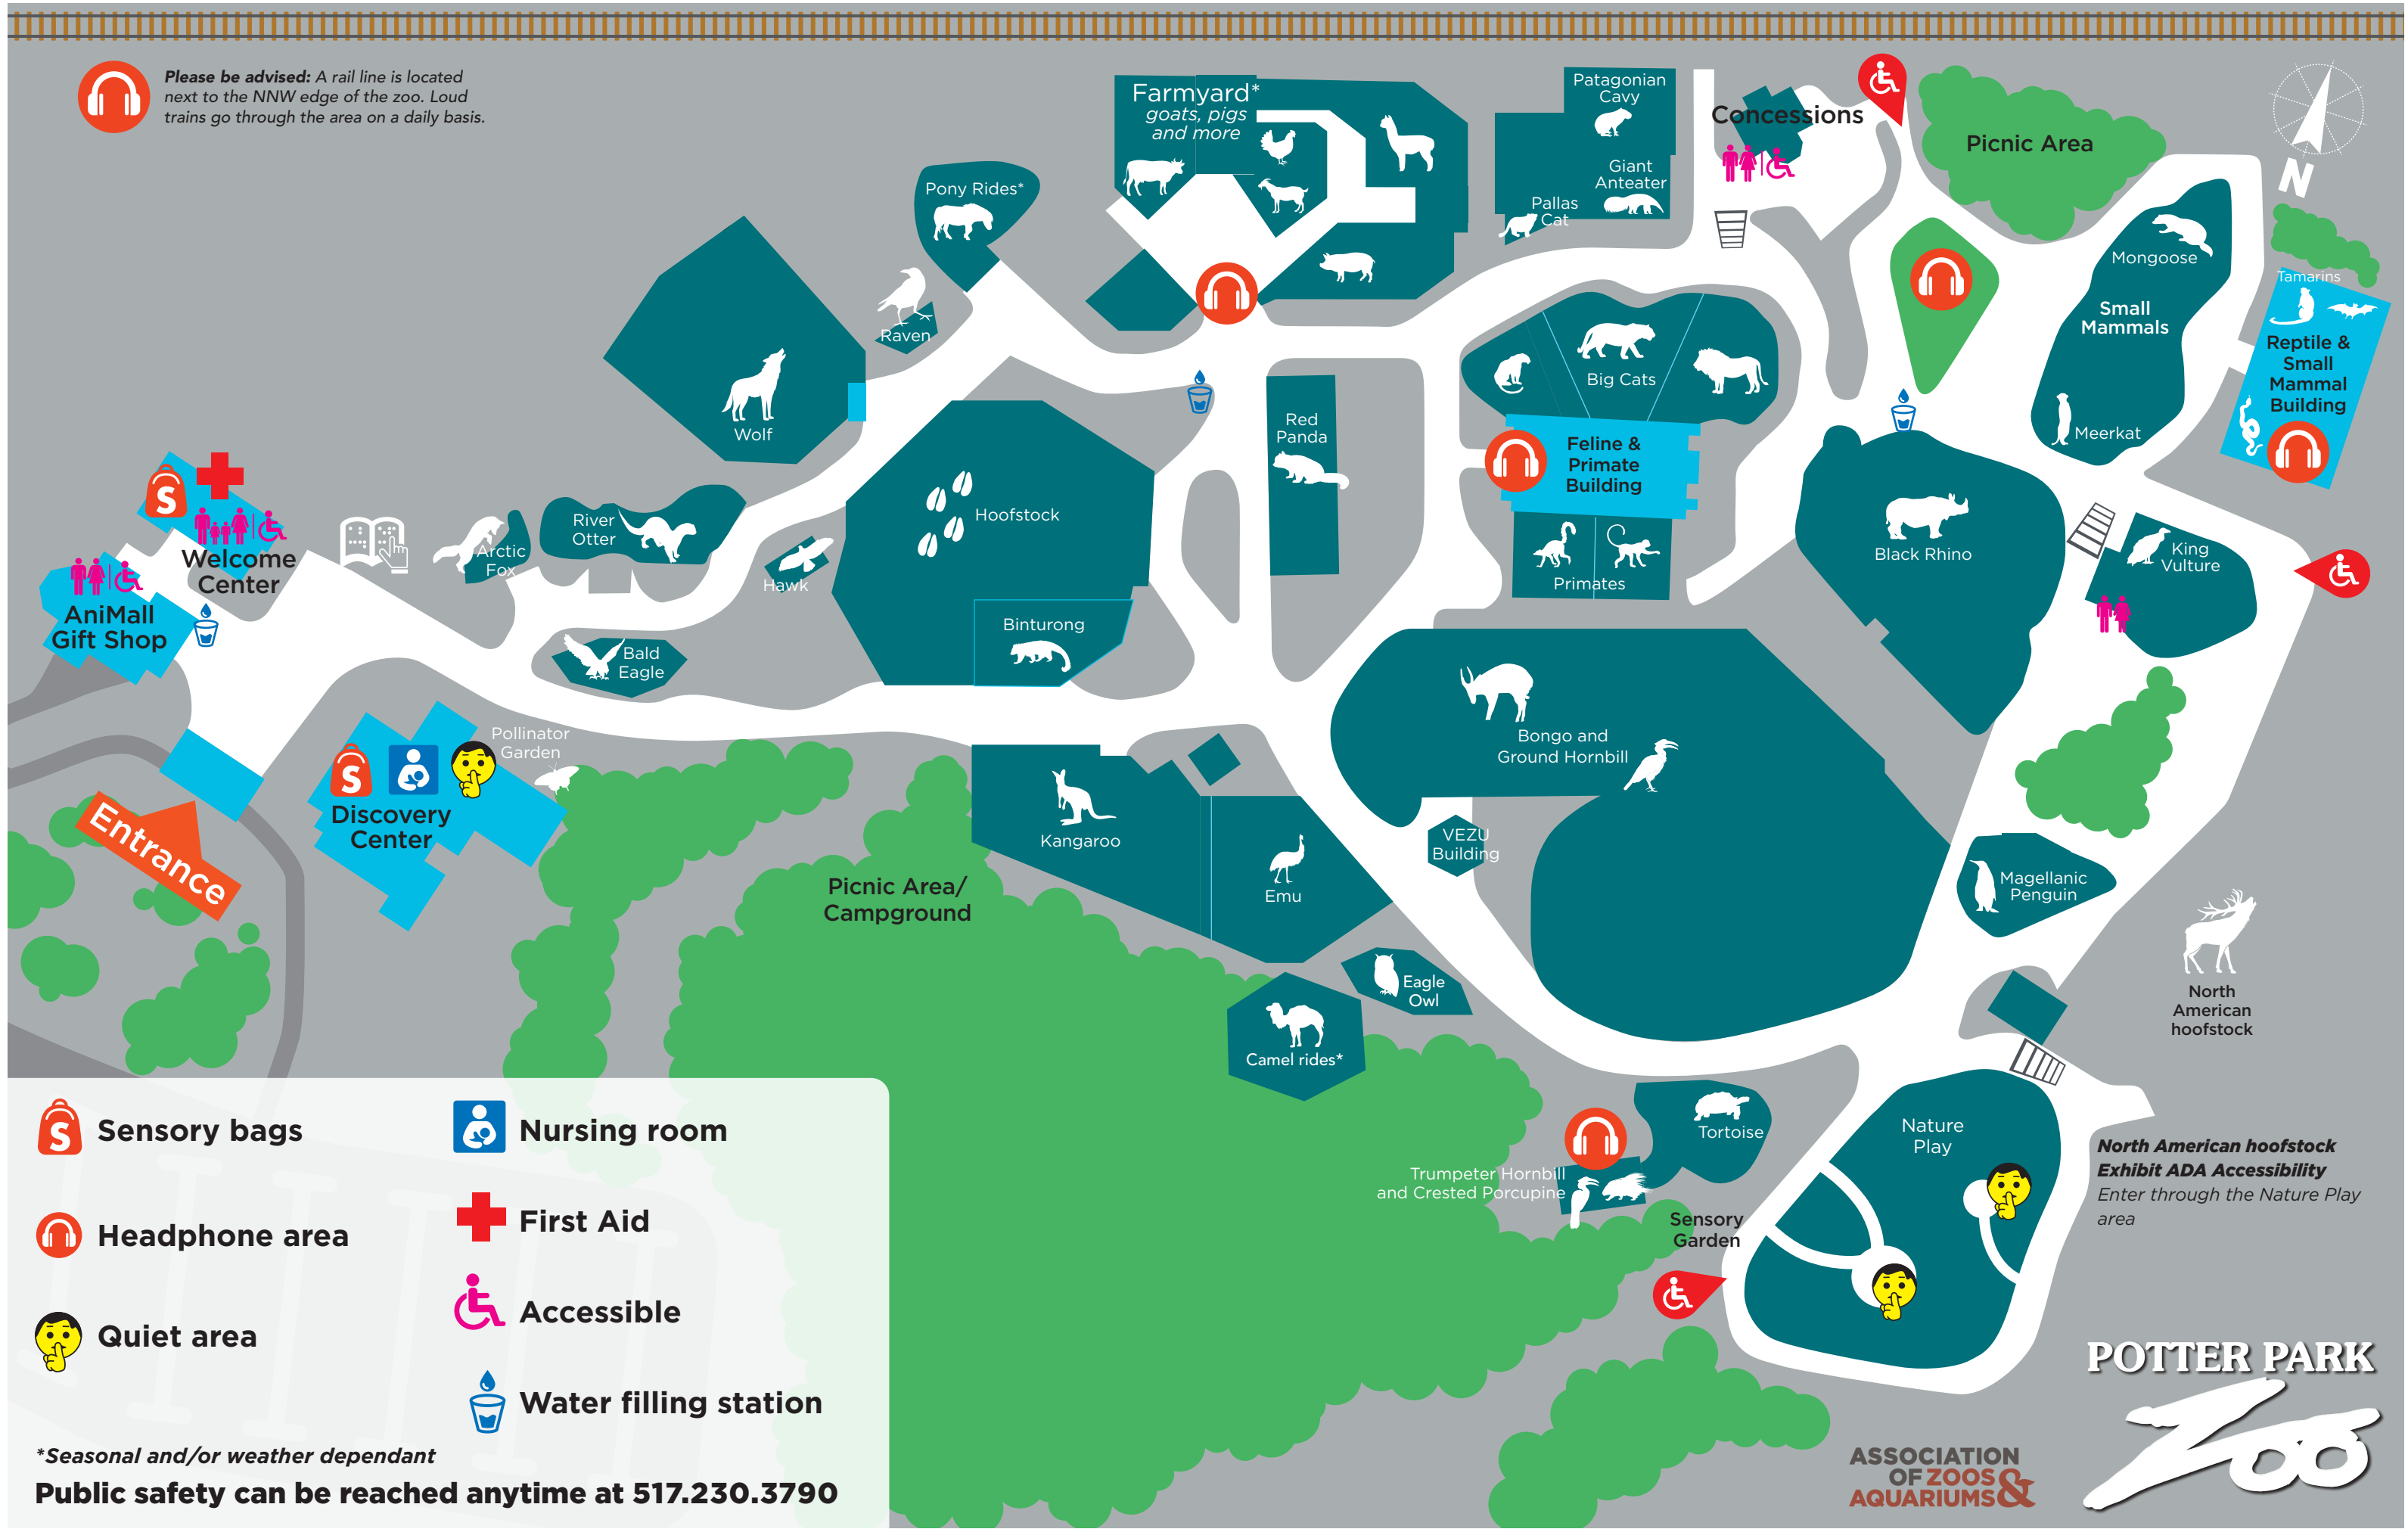 Please be advised: A rail line is located
next to the NNW edge of the zoo. Loud
trains go through the area on a daily basis.
Farmyard*
goats, pigs
and more
Patagonian
Cavy
Giant
Anteater
Pallas
Cat
Concessions
Picnic Area
N
Pony Rides*
Raven
Wolf
Mongoose
Small
Mammals
Meerkat
Tamarins
Reptile &
Small
Mammal
Building
Big Cats
Feline &
Primate
Building
Primates
Red
Panda
Hoofstock
Binturong
Black Rhino
King
Vulture
S
Welcome
Center
AniMall
Gift Shop
Arctic
Fox
River
Otter
Hawk
Bald
Eagle
Bongo and
Ground Hornbill
VEZU
Building
Pollinator
Garden
S
Discovery
Center
Entrance
Picnic Area/
Campground
Kangaroo
Emu
Eagle
Owl
Camel rides*
Magellanic
Penguin
North
American
hoofstock
Tortoise
Trumpeter Hornbill
and Crested Porcupine
Sensory
Garden
Nature
Play
North American hoofstock
Exhibit ADA Accessibility
Enter through the Nature Play
area
S
Sensory bags
Headphone area
Quiet area
Nursing room
First Aid
Accessible
Water filling station
*Seasonal and/or weather dependant
Public safety can be reached anytime at 517.230.3790
ASSOCIATION
OF ZOOS
AQUARIUMS &
POTTER PARK
Zoo